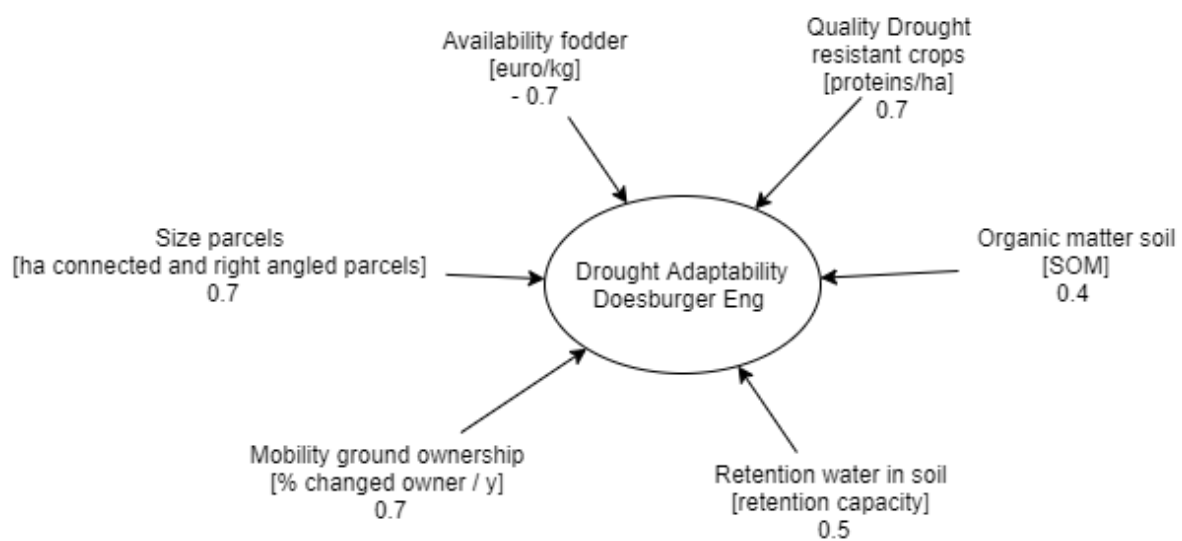 Availability fodder
[euro/kg]
- 0.7
Quality Drought
resistant crops
[proteins/ha]
0.7
Size parcels
[ha connected and right angled parcels]
0.7
Drought Adaptability
Doesburger Eng
Organic matter soil
[SOM]
0.4
Mobility ground ownership
[% changed owner / y]
0.7
Retention water in soil
[retention capacity]
0.5